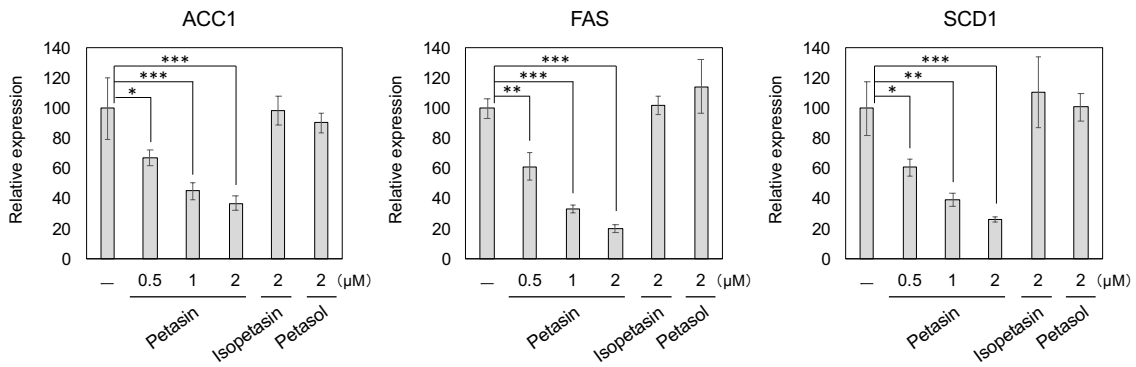 ACC1
Relative expression
140
120
100
80
60
40
20
0
***
***
*
– 0.5 1 2 2 2 (µM)
Petasin
Isopetasin
Petasol
FAS
Relative expression
140
120
100
80
60
40
20
0
***
***
**
– 0.5 1 2 2 2 (µM)
Petasin
Isopetasin
Petasol
SCD1
Relative expression
140
120
100
80
60
40
20
0
***
**
*
– 0.5 1 2 2 2 (µM)
Petasin
Isopetasin
Petasol